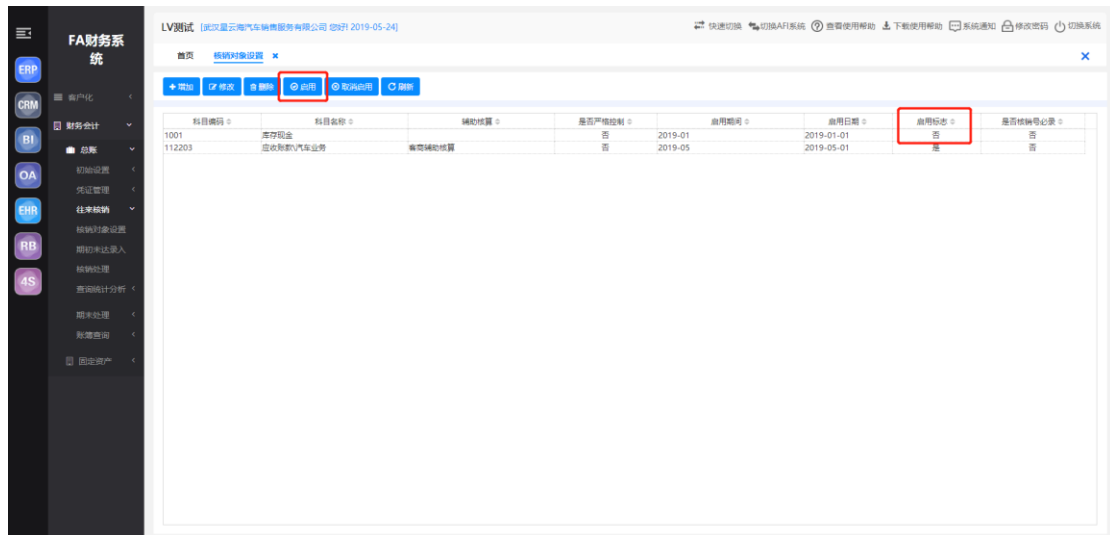 LV测试 [武汉星云海汽车销售服务有限公司 您好! 2019-05-24]
快速切换 切换AFI系统 查看使用帮助 下载使用帮助 系统通知 修改密码 切换系统
FA财务系
统
首页 核销对象设置 ×
ERP
CRM
BI
OA
EHR
RB
4S
客户化
财务会计
总账
初始设置
凭证管理
往来核销
核销对象设置
期初未达录入
核销处理
查询统计分析
期末处理
账簿查询
固定资产
增加 修改 删除 启用 取消启用 刷新
科目编码 科目名称 辅助核算 是否严格控制 启用期间 启用日期 启用标志 是否核销号必录
1001 库存现金 否 2019-01 2019-01-01 否 否
112203 应收账款\汽车业务 客商辅助核算 否 2019-05 2019-05-01 是 否